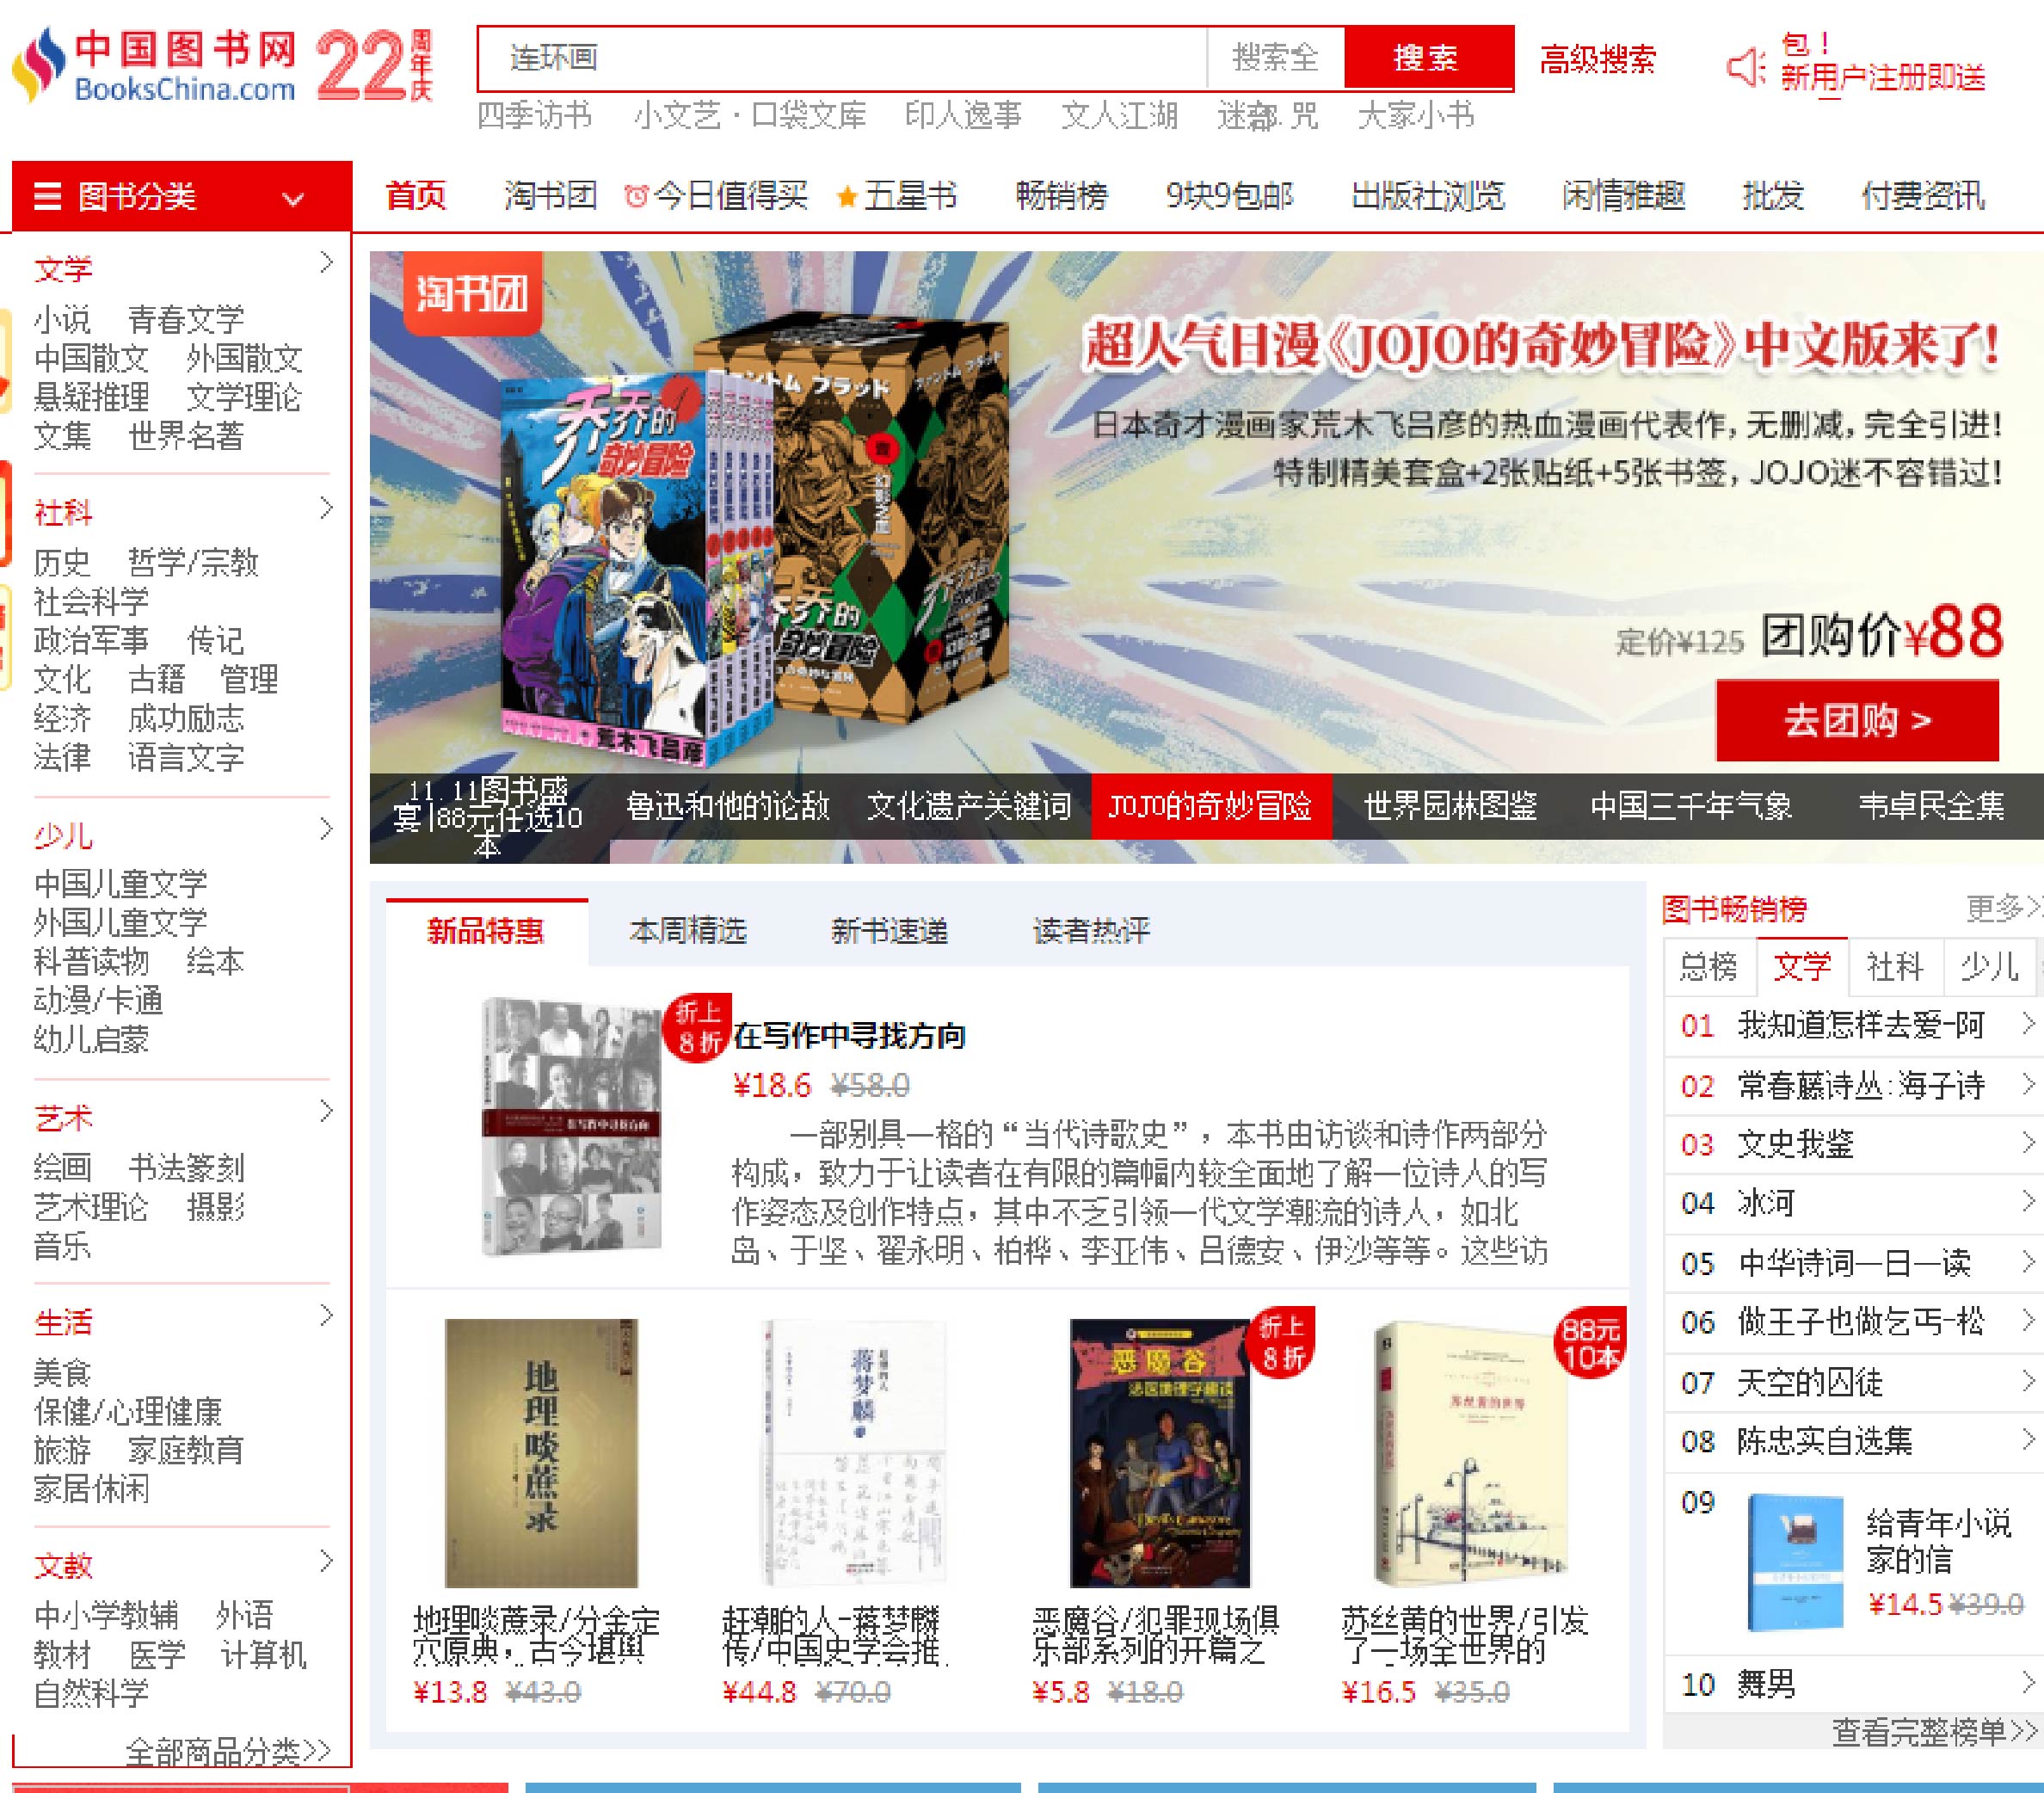 中国图书网
BooksChina.com
22周年庆
连环画
搜索全
搜索
高级搜索
包！
新用户注册即送
四季访书 小文艺·口袋文库 印人逸事 文人江湖 大家小书
图书分类
首页 淘书团 今日值得买 五星书 畅销榜 9块9包邮 出版社浏览 闲情雅趣 批发 付费资讯
文学 >
小说 青春文学
中国散文 外国散文
悬疑推理 文学理论
文集 世界名著
社科 >
历史 哲学/宗教
社会科学
政治军事 传记
文化 古籍 管理
经济 成功励志
法律 语言文字
少儿 >
中国儿童文学
外国儿童文学
科普读物 绘本
动漫/卡通
幼儿启蒙
艺术 >
绘画 书法篆刻
艺术理论 摄影
音乐
生活 >
美食
保健/心理健康
旅游 家庭教育
家居休闲
文教 >
中小学教辅 外语
教材 医学 计算机
自然科学
全部商品分类>>
淘书团
超人气日漫《JOJO的奇妙冒险》中文版来了!
日本奇才漫画家荒木飞吕彦的热血漫画代表作，无删减，完全引进!
特制精美套盒+2张贴纸+5张书签，JOJO迷不容错过!
定价¥125 团购价¥88
去团购 >
乔乔的
奇妙冒险
荒木飞吕彦
ファントム ブラッド
乔乔的
奇妙冒险
11.11图书盛
宴|88元任选10
本
鲁迅和他的论敌 文化遗产关键词 JOJO的奇妙冒险 世界园林图鉴 中国三千年气象 韦卓民全集
新品特惠 本周精选 新书速递 读者热评
折上
8折
在写作中寻找方向
在写作中寻找方向
¥18.6 ¥58.0
一部别具一格的“当代诗歌史”，本书由访谈和诗作两部分
构成，致力于让读者在有限的篇幅内较全面地了解一位诗人的写
作姿态及创作特点，其中不乏引领一代文学潮流的诗人，如北
岛、于坚、翟永明、柏桦、李亚伟、吕德安、伊沙等等。这些访
地理啖蔗录
蒋梦麟
恶魔谷
折上
8折
苏丝黄的世界
88元
10本
地理啖蔗录/分金定
穴原典，古今堪舆
¥13.8 ¥43.0
赶潮的人-蒋梦麟
传/中国史学会推
¥44.8 ¥70.0
恶魔谷/犯罪现场俱
乐部系列的开篇之
¥5.8 ¥18.0
苏丝黄的世界/引发
了一场全世界的
¥16.5 ¥35.0
图书畅销榜 更多>
总榜 文学 社科 少儿
01 我知道怎样去爱-阿 >
02 常春藤诗丛:海子诗 >
03 文史我鉴 >
04 冰河 >
05 中华诗词一日一读 >
06 做王子也做乞丐-松 >
07 天空的囚徒 >
08 陈忠实自选集 >
09 给青年小说
家的信
¥14.5 ¥39.0
10 舞男 >
查看完整榜单>>